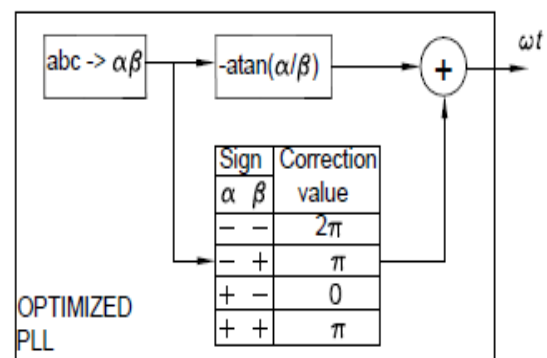 abc -> αβ
-atan(α/β)
+
ωt
Sign Correction
α β value
− − 2π
− + π
+ − 0
+ + π
OPTIMIZED
PLL